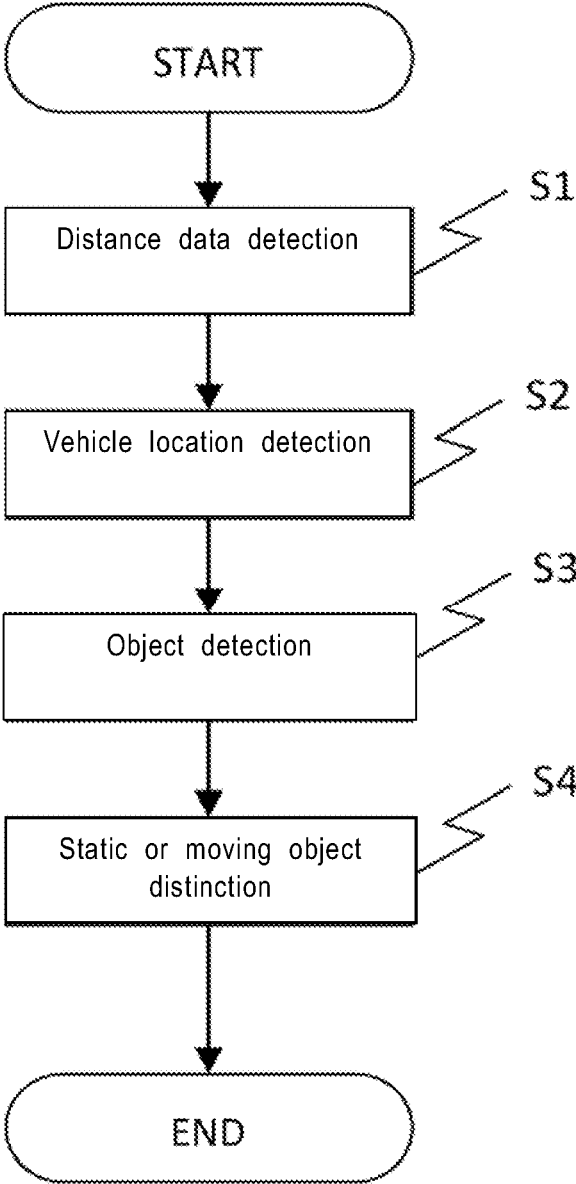 START
S1
Distance data detection
S2
Vehicle location detection
S3
Object detection
S4
Static or moving object
distinction
END